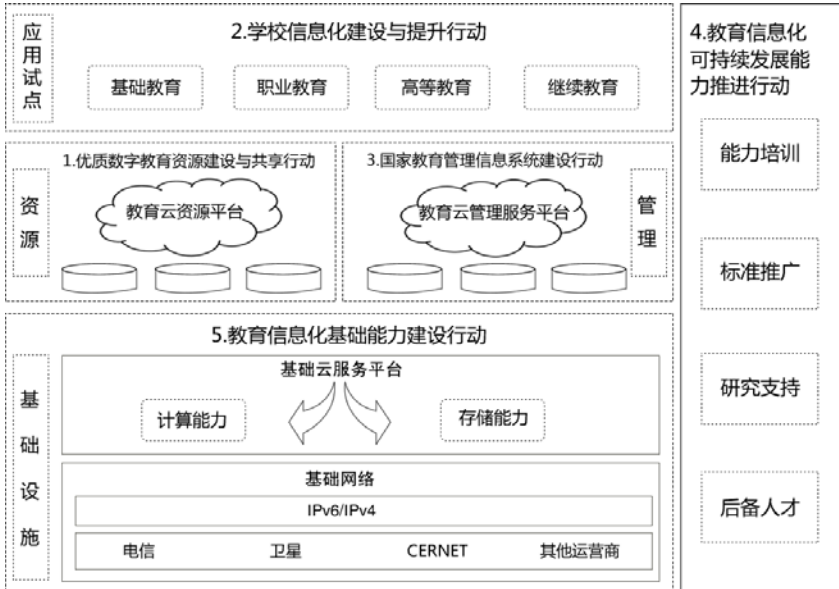 应用试点
2.学校信息化建设与提升行动
基础教育
职业教育
高等教育
继续教育
1.优质数字教育资源建设与共享行动
资源
教育云资源平台
3.国家教育管理信息系统建设行动
教育云管理服务平台
管理
5.教育信息化基础能力建设行动
基础设施
基础云服务平台
计算能力
存储能力
基础网络
IPv6/IPv4
电信
卫星
CERNET
其他运营商
4.教育信息化
可持续发展能
力推进行动
能力培训
标准推广
研究支持
后备人才